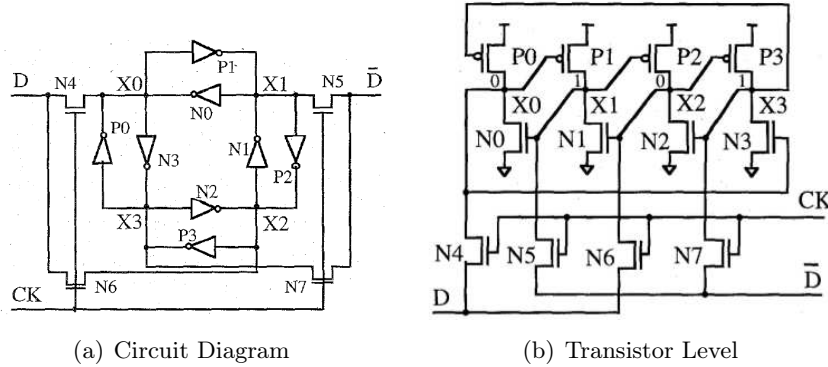 D N4 X0 P1 X1 N5 D̄
N0
P0 N3 N1 P2
N2
X3 P3 X2
CK N6 N7
P0 P1 P2 P3
0 1 0 1
X0 X1 X2 X3
N0 N1 N2 N3
CK
N4 N5 N6 N7
D̄
D
(a) Circuit Diagram
(b) Transistor Level